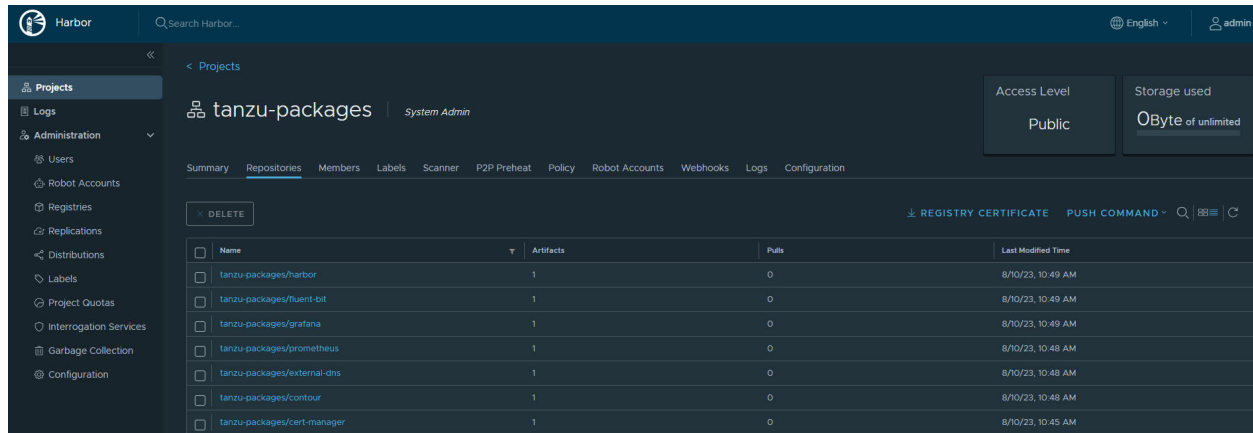 Harbor
Search Harbor...
English
admin
«
< Projects
Projects
Logs
Administration
Users
Robot Accounts
Registries
Replications
Distributions
Labels
Project Quotas
Interrogation Services
Garbage Collection
Configuration
tanzu-packages
System Admin
Access Level
Public
Storage used
0Byte of unlimited
Summary Repositories Members Labels Scanner P2P Preheat Policy Robot Accounts Webhooks Logs Configuration
× DELETE
REGISTRY CERTIFICATE PUSH COMMAND
Name Artifacts Pulls Last Modified Time
tanzu-packages/harbor 1 0 8/10/23, 10:49 AM
tanzu-packages/fluent-bit 1 0 8/10/23, 10:49 AM
tanzu-packages/grafana 1 0 8/10/23, 10:49 AM
tanzu-packages/prometheus 1 0 8/10/23, 10:48 AM
tanzu-packages/external-dns 1 0 8/10/23, 10:48 AM
tanzu-packages/contour 1 0 8/10/23, 10:48 AM
tanzu-packages/cert-manager 1 0 8/10/23, 10:45 AM